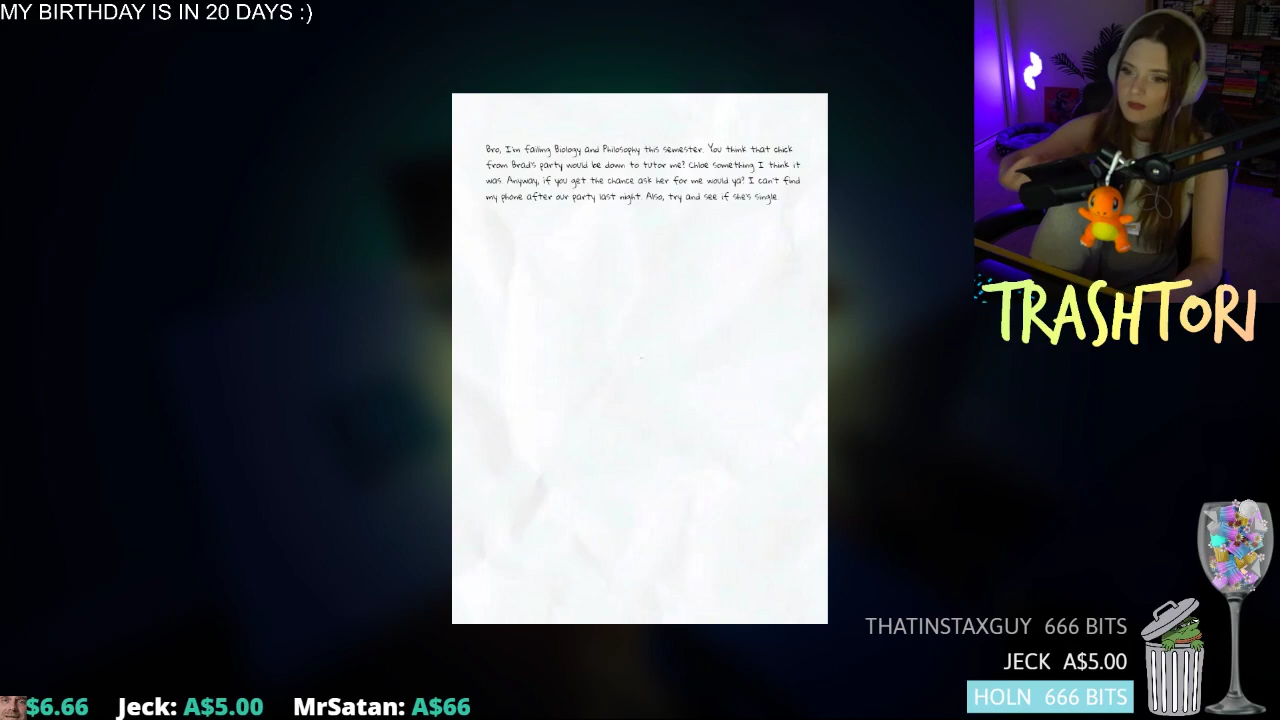 MY BIRTHDAY IS IN 20 DAYS :)
Bro, I'm failing Biology and Philosophy this semester. You think that chick
from Brad's party would be down to tutor me? Chloe something I think it
was. Anyway, if you get the chance ask her for me would ya? I can't find
my phone after our party last night. Also, try and see if she's single.
TRASHTORI
THATINSTAXGUY 666 BITS
JECK A$5.00
HOLN 666 BITS
$6.66 Jeck: A$5.00 MrSatan: A$66